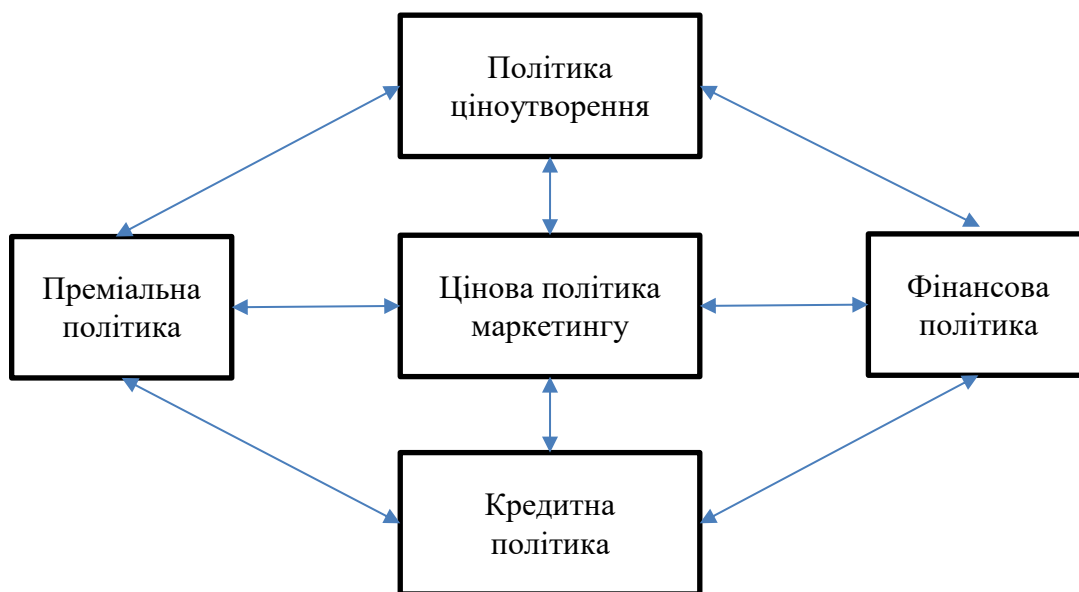 Політика
ціноутворення
Преміальна
політика
Цінова політика
маркетингу
Фінансова
політика
Кредитна
політика